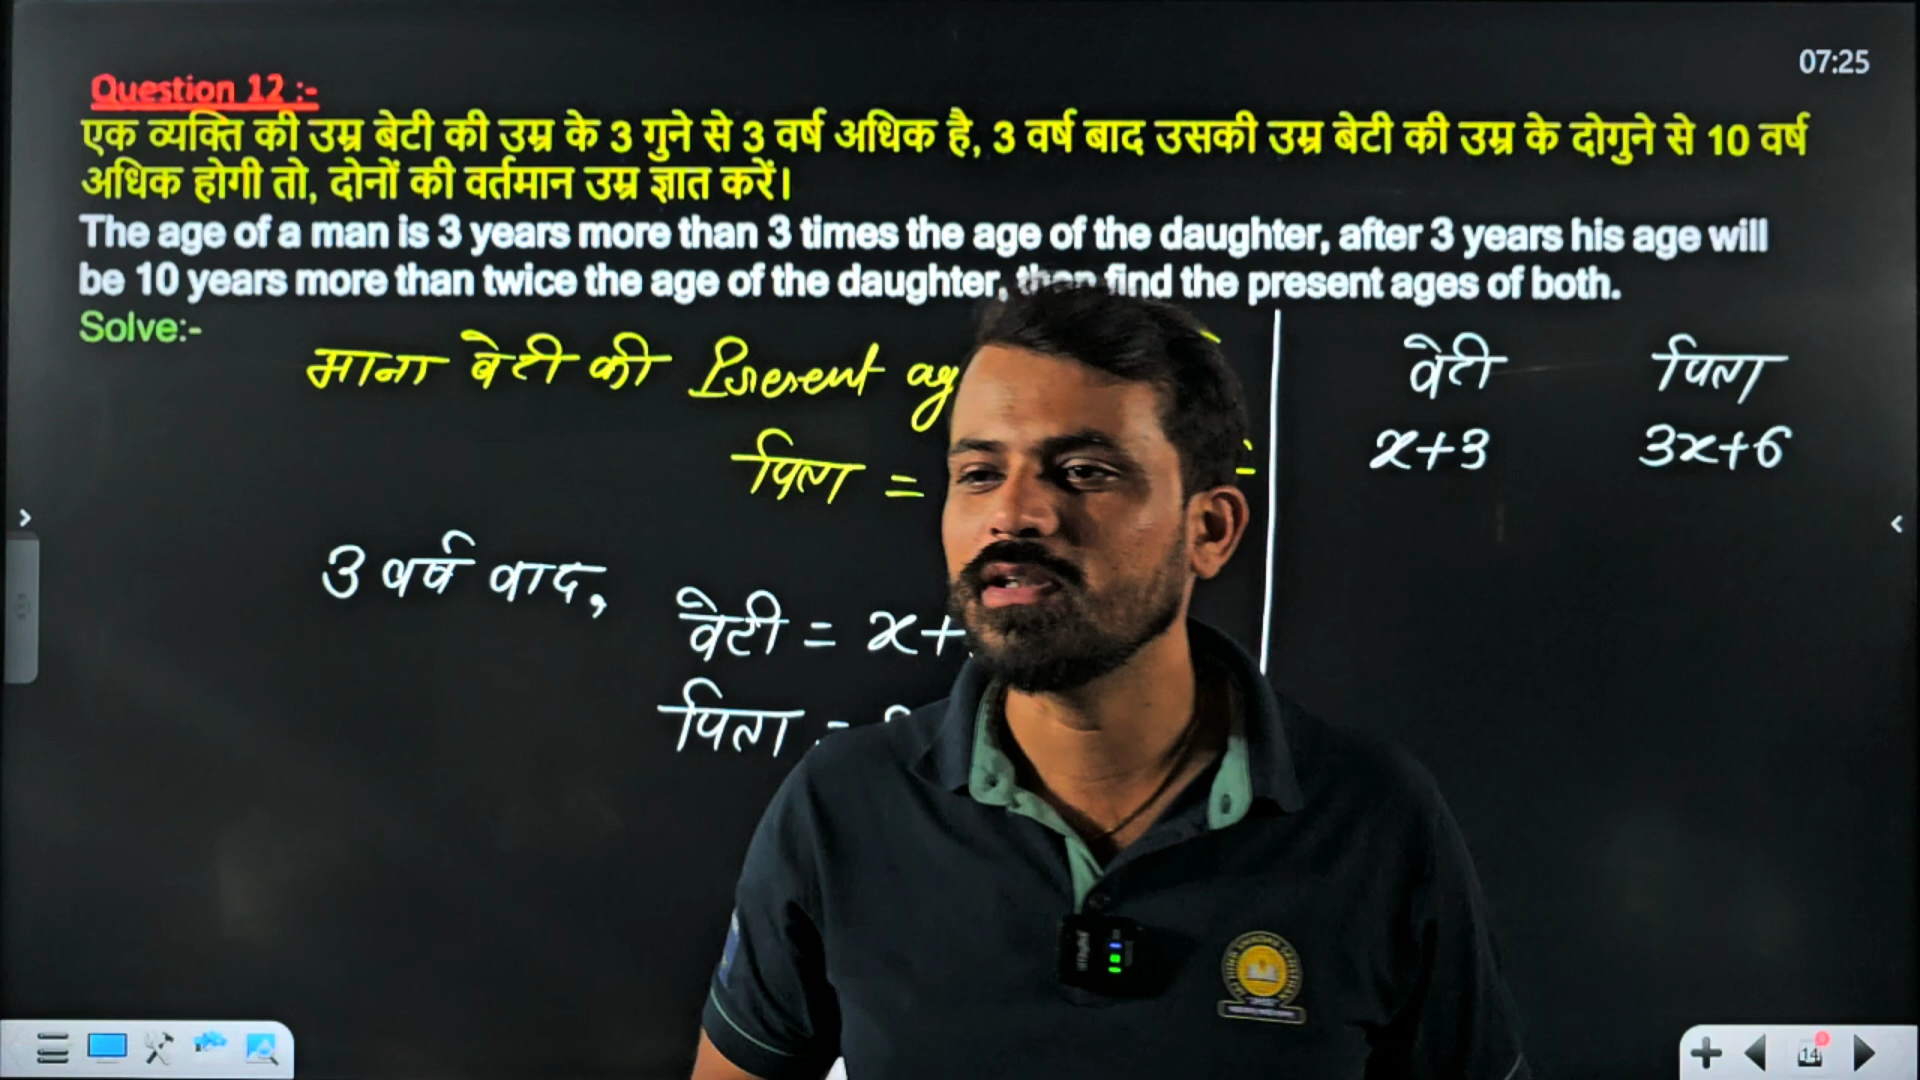 07:25
Question 12 :-
एक व्यक्ति की उम्र बेटी की उम्र के 3 गुने से 3 वर्ष अधिक है, 3 वर्ष बाद उसकी उम्र बेटी की उम्र के दोगुने से 10 वर्ष
अधिक होगी तो, दोनों की वर्तमान उम्र ज्ञात करें।
The age of a man is 3 years more than 3 times the age of the daughter, after 3 years his age will
be 10 years more than twice the age of the daughter, then find the present ages of both.
Solve:-
माना बेटी की Present ag
पिता =
3 वर्ष बाद,
बेटी = x+
पिता =
बेटी पिता
x+3 3x+6
14